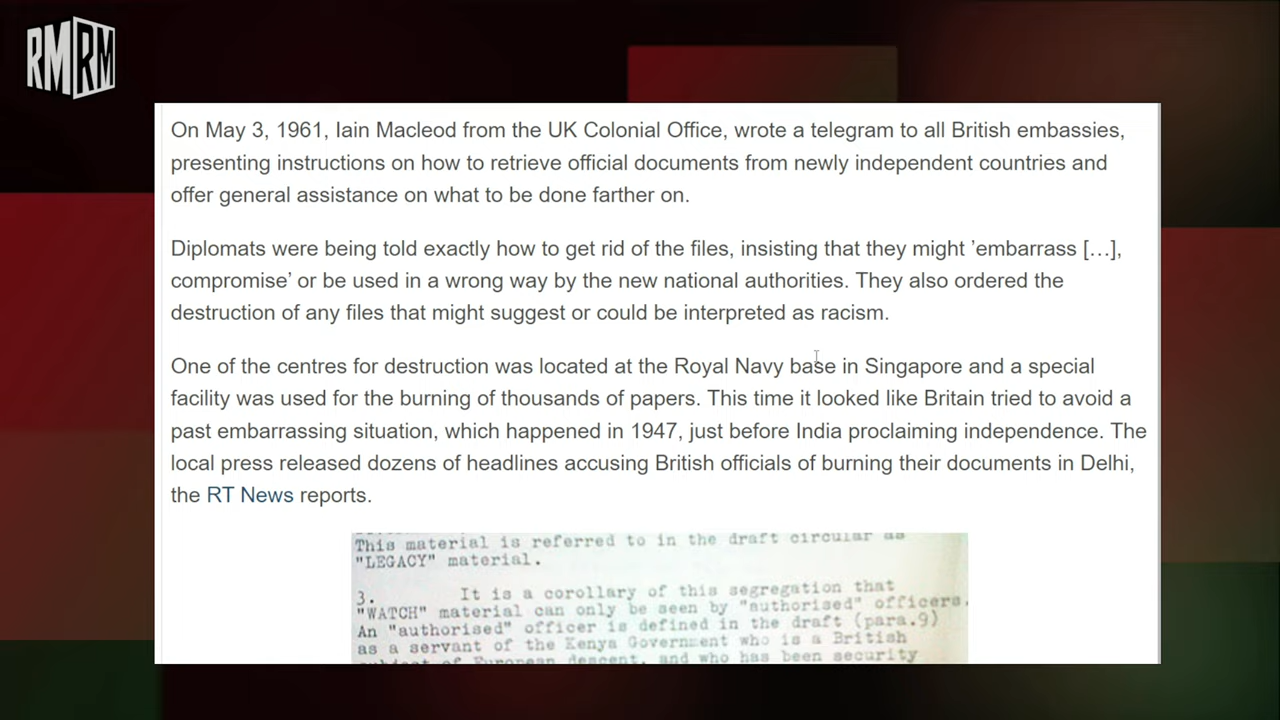 RMRM
On May 3, 1961, Iain Macleod from the UK Colonial Office, wrote a telegram to all British embassies,
presenting instructions on how to retrieve official documents from newly independent countries and
offer general assistance on what to be done farther on.
Diplomats were being told exactly how to get rid of the files, insisting that they might ’embarrass […],
compromise’ or be used in a wrong way by the new national authorities. They also ordered the
destruction of any files that might suggest or could be interpreted as racism.
One of the centres for destruction was located at the Royal Navy base in Singapore and a special
facility was used for the burning of thousands of papers. This time it looked like Britain tried to avoid a
past embarrassing situation, which happened in 1947, just before India proclaiming independence. The
local press released dozens of headlines accusing British officials of burning their documents in Delhi,
the RT News reports.
This material is referred to in the draft circular as
"LEGACY" material.
3. It is a corollary of this segregation that
"WATCH" material can only be seen by "authorised" officers.
An "authorised" officer is defined in the draft (para.9)
as a servant of the Kenya Government who is a British
subject of European descent, and who has been security